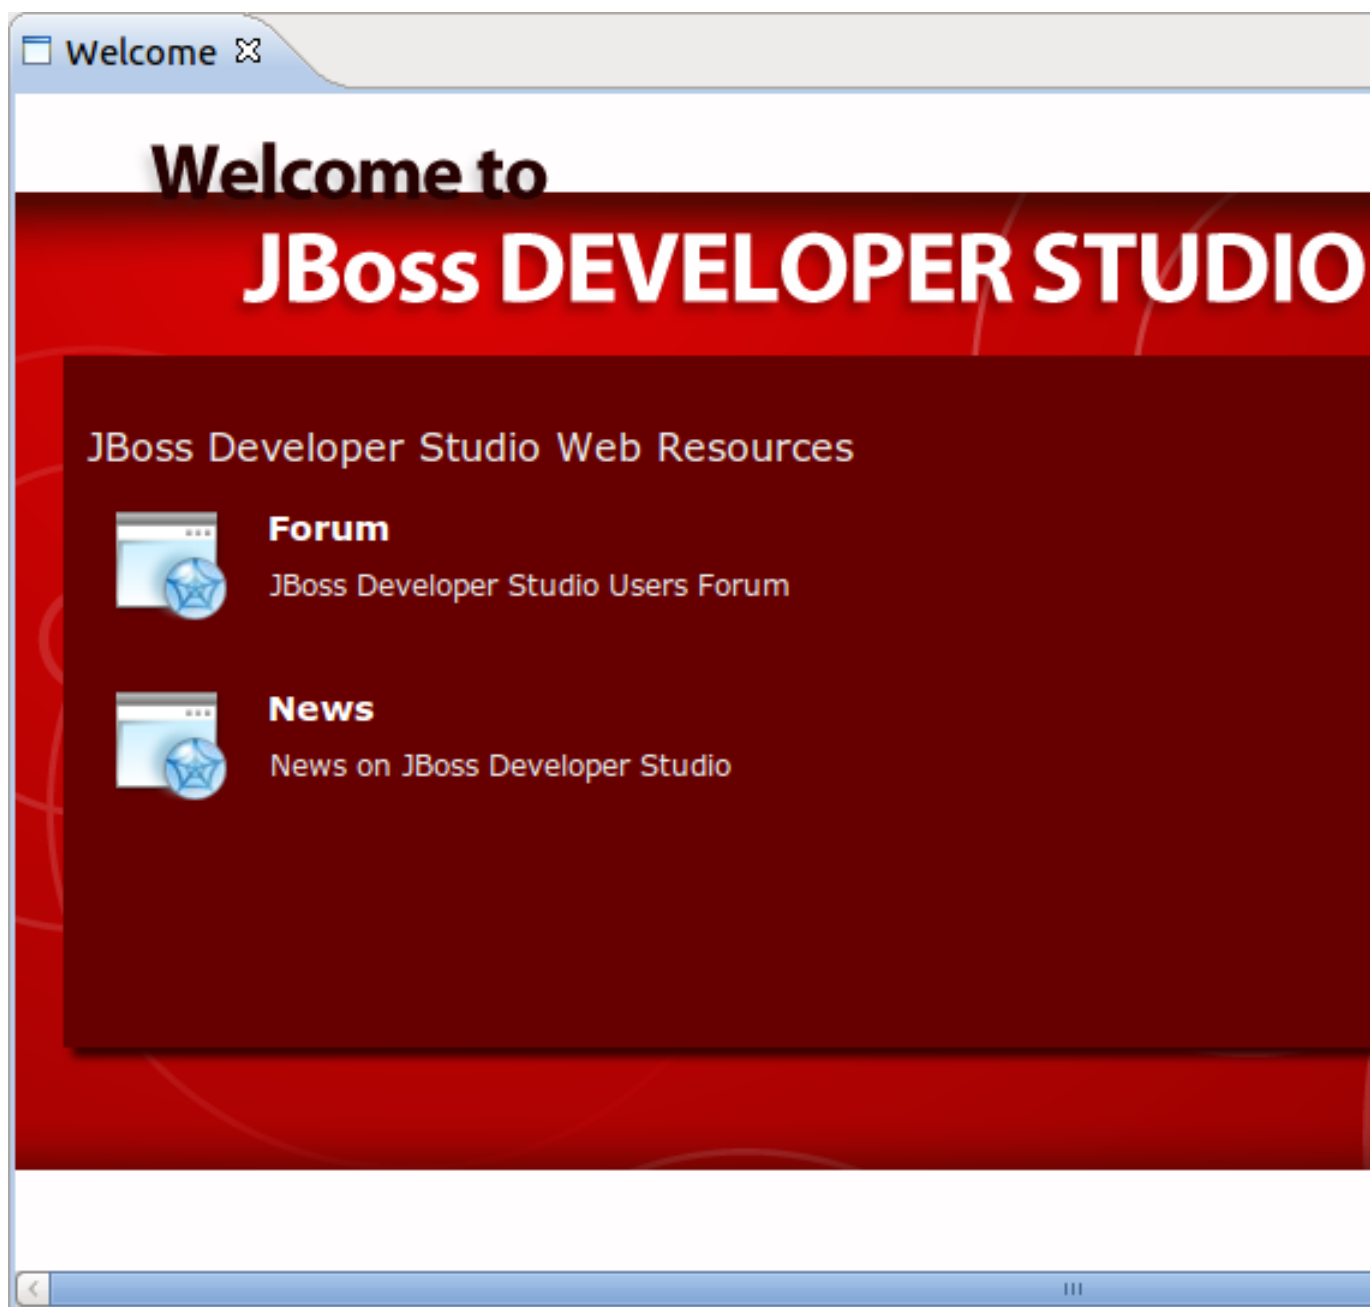 Welcome
Welcome to
JBoss DEVELOPER STUDIO
JBoss Developer Studio Web Resources
Forum
JBoss Developer Studio Users Forum
News
News on JBoss Developer Studio